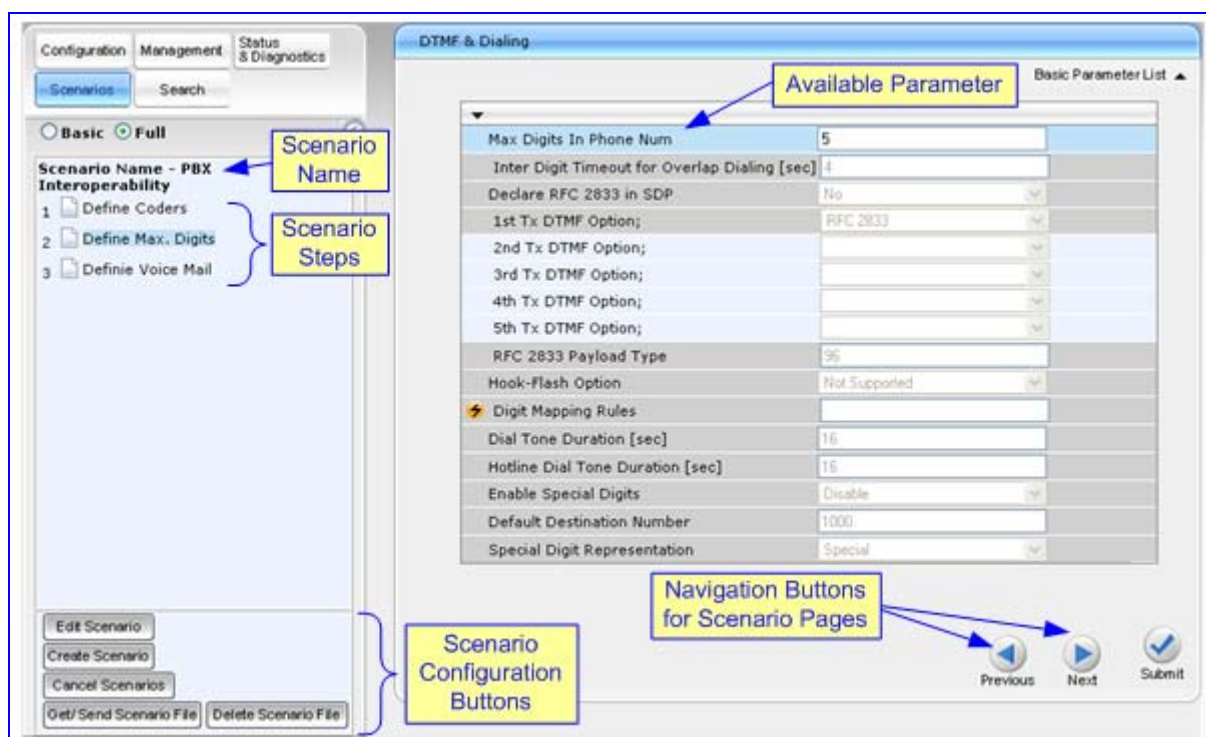 Configuration Management Status & Diagnostics
Scenarios Search
Basic Full
Scenario Name - PBX Interoperability
1 Define Coders
2 Define Max. Digits
3 Definie Voice Mail
Scenario Name
Scenario Steps
Edit Scenario
Create Scenario
Cancel Scenarios
Get/Send Scenario File Delete Scenario File
Scenario Configuration Buttons
DTMF & Dialing
Basic Parameter List
Available Parameter
Max Digits In Phone Num 5
Inter Digit Timeout for Overlap Dialing [sec] 4
Declare RFC 2833 in SDP No
1st Tx DTMF Option; RFC 2833
2nd Tx DTMF Option;
3rd Tx DTMF Option;
4th Tx DTMF Option;
5th Tx DTMF Option;
RFC 2833 Payload Type 96
Hook-Flash Option Not Supported
Digit Mapping Rules
Dial Tone Duration [sec] 16
Hotline Dial Tone Duration [sec] 16
Enable Special Digits Disable
Default Destination Number 1000
Special Digit Representation Special
Navigation Buttons for Scenario Pages
Previous Next Submit